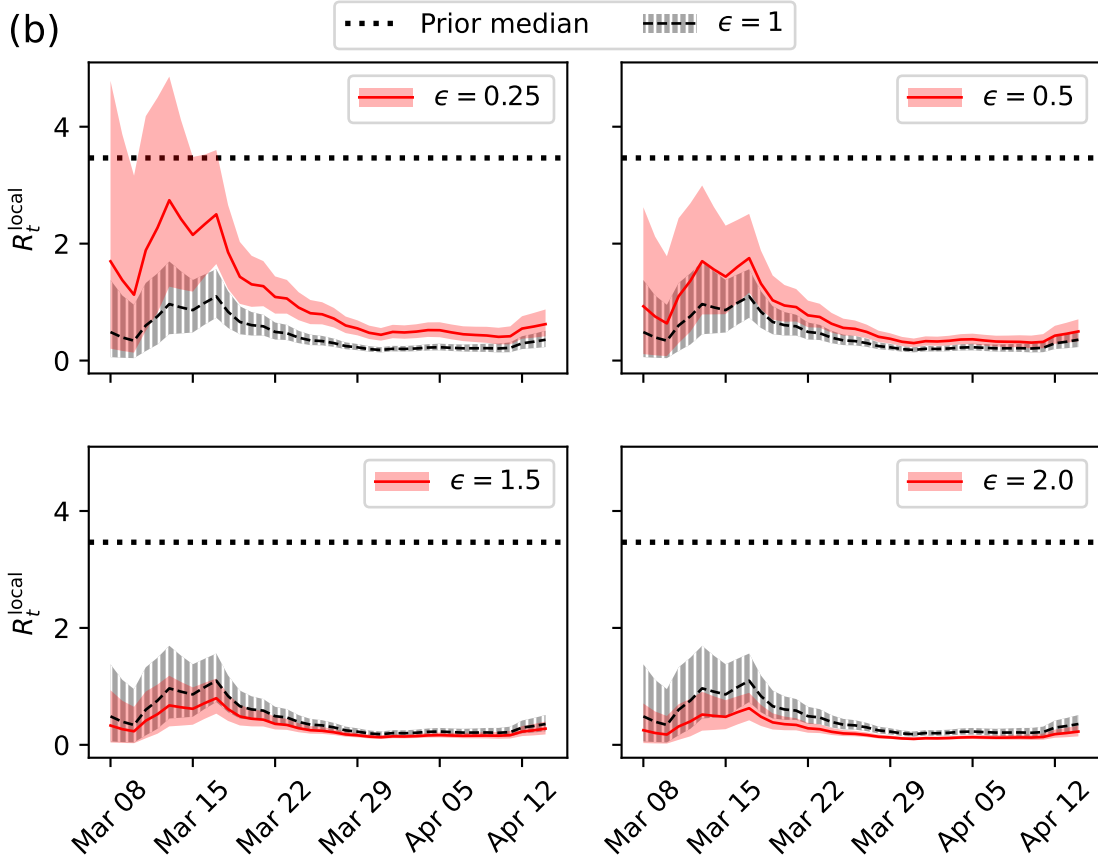 (b)
Prior median
ϵ = 1
ϵ = 0.25
ϵ = 0.5
4
2
0
R_t^local
ϵ = 1.5
ϵ = 2.0
4
2
0
R_t^local
Mar 08
Mar 15
Mar 22
Mar 29
Apr 05
Apr 12
Mar 08
Mar 15
Mar 22
Mar 29
Apr 05
Apr 12